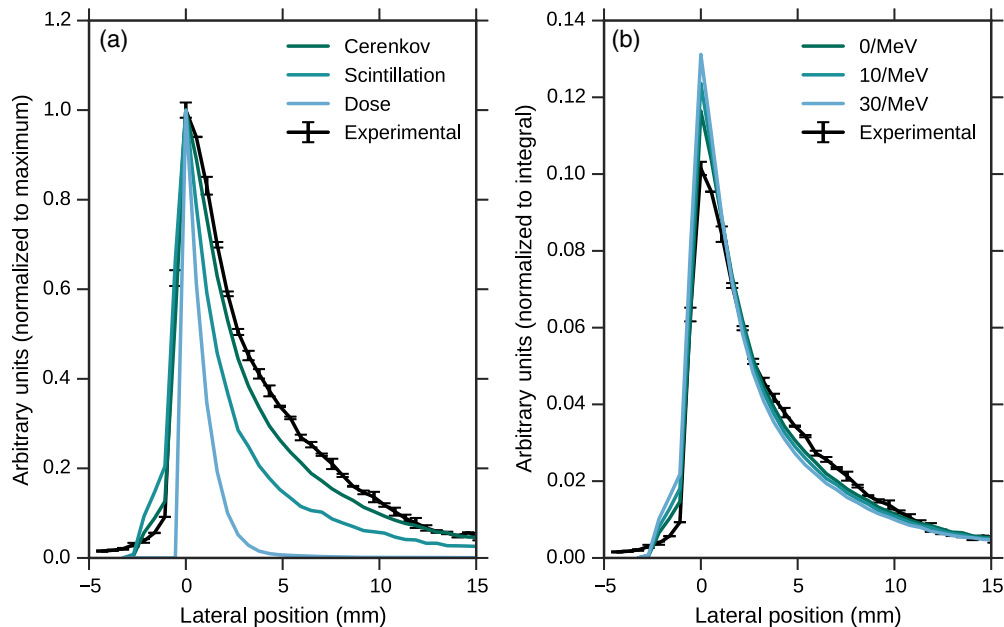 (a)
Cerenkov
Scintillation
Dose
Experimental
Arbitrary units (normalized to maximum)
1.2
1.0
0.8
0.6
0.4
0.2
0.0
−5
0
5
10
15
Lateral position (mm)
(b)
0/MeV
10/MeV
30/MeV
Experimental
Arbitrary units (normalized to integral)
0.14
0.12
0.10
0.08
0.06
0.04
0.02
0.00
−5
0
5
10
15
Lateral position (mm)